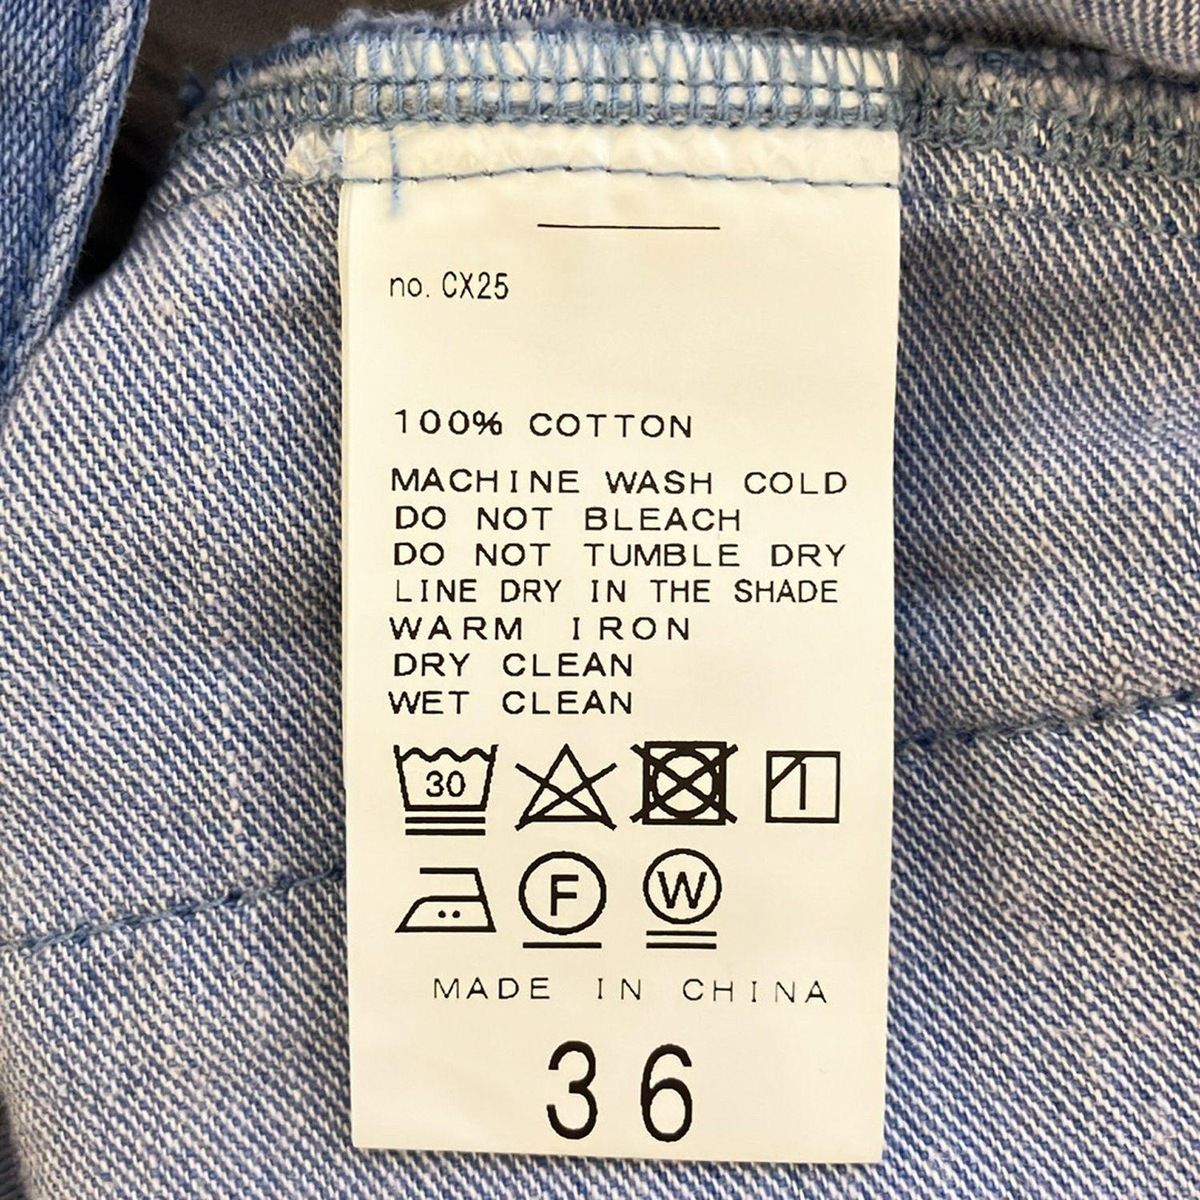 no. CX25
100% COTTON
MACHINE WASH COLD
DO NOT BLEACH
DO NOT TUMBLE DRY
LINE DRY IN THE SHADE
WARM IRON
DRY CLEAN
WET CLEAN
30
F W
MADE IN CHINA
36